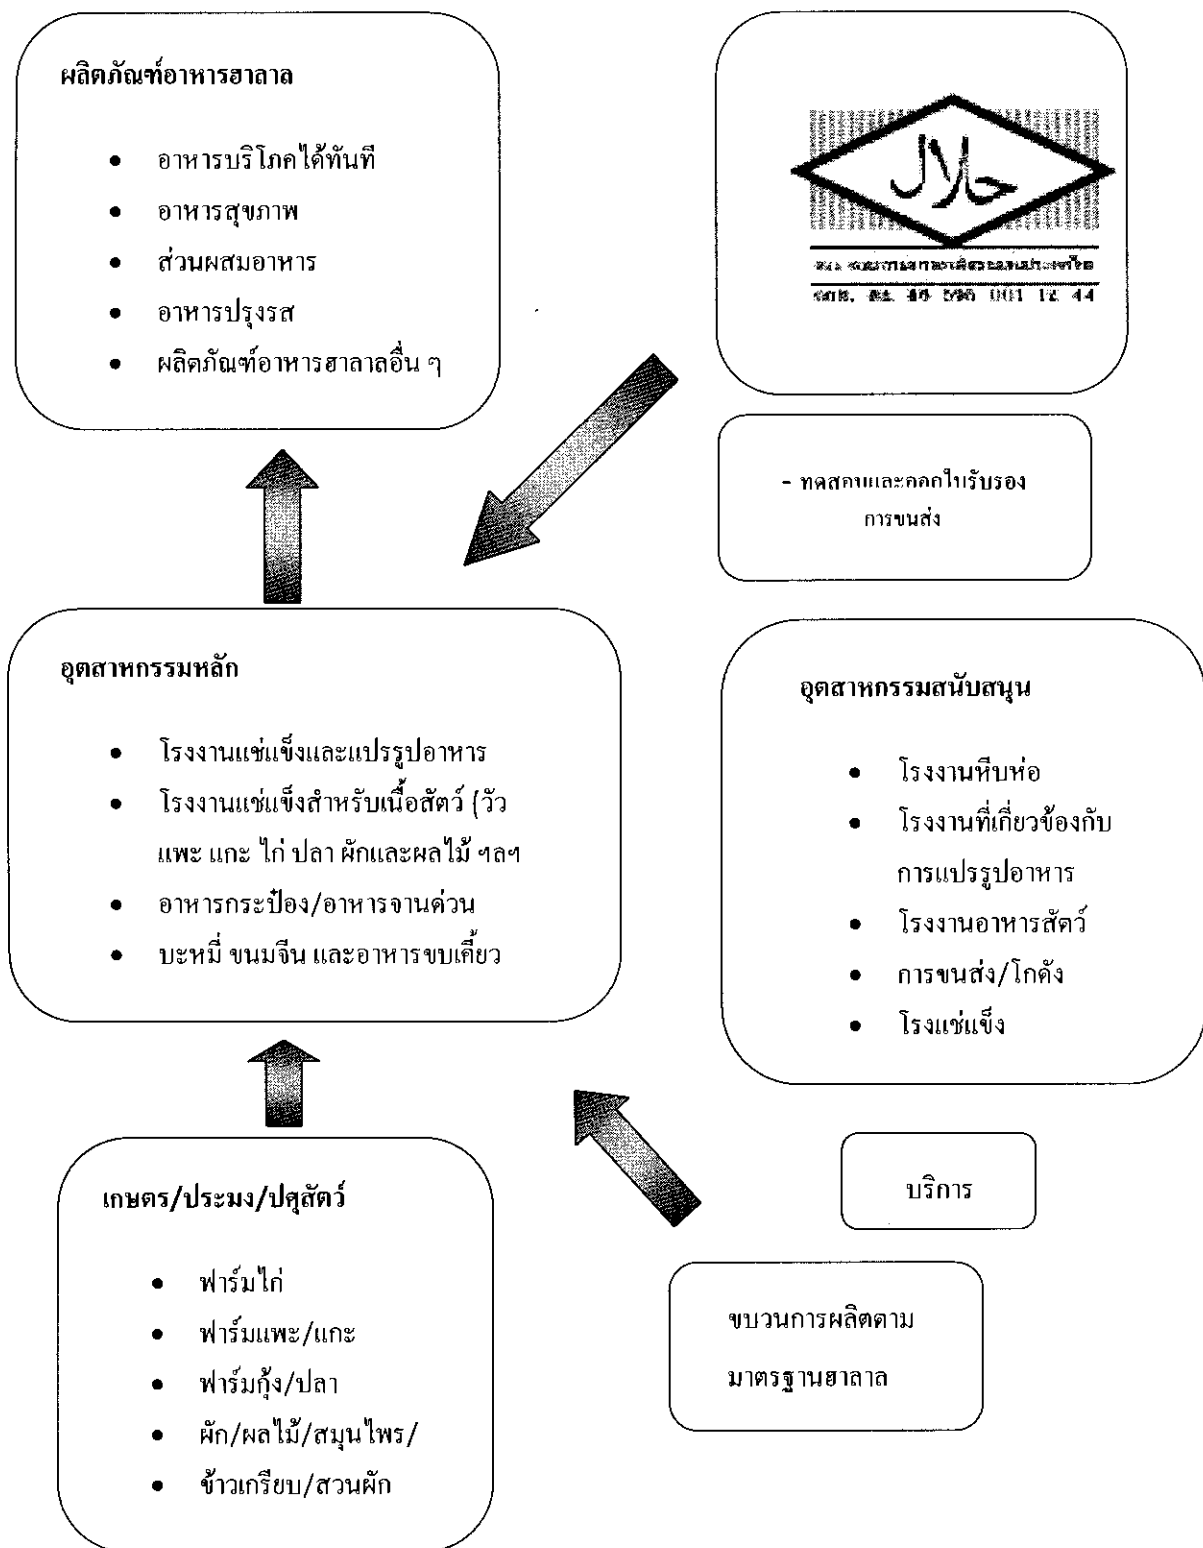 ผลิตภัณฑ์อาหารฮาลาล
• อาหารบริโภคได้ทันที
• อาหารสุขภาพ
• ส่วนผสมอาหาร
• อาหารปรุงรส
• ผลิตภัณฑ์อาหารฮาลาลอื่น ๆ
حلال
001
44
- ทดสอบและออกใบรับรอง
การขนส่ง
อุตสาหกรรมหลัก
• โรงงานแช่แข็งและแปรรูปอาหาร
• โรงงานแช่แข็งสำหรับเนื้อสัตว์ (วัว
แพะ แกะ ไก่ ปลา ผักและผลไม้ ฯลฯ
• อาหารกระป๋อง/อาหารจานด่วน
• บะหมี่ ขนมจีน และอาหารขบเคี้ยว
อุตสาหกรรมสนับสนุน
• โรงงานหีบห่อ
• โรงงานที่เกี่ยวข้องกับ
การแปรรูปอาหาร
• โรงงานอาหารสัตว์
• การขนส่ง/โกดัง
• โรงแช่แข็ง
เกษตร/ประมง/ปศุสัตว์
• ฟาร์มไก่
• ฟาร์มแพะ/แกะ
• ฟาร์มกุ้ง/ปลา
• ผัก/ผลไม้/สมุนไพร/
• ข้าวเกรียบ/สวนผัก
บริการ
ขบวนการผลิตตาม
มาตรฐานฮาลาล